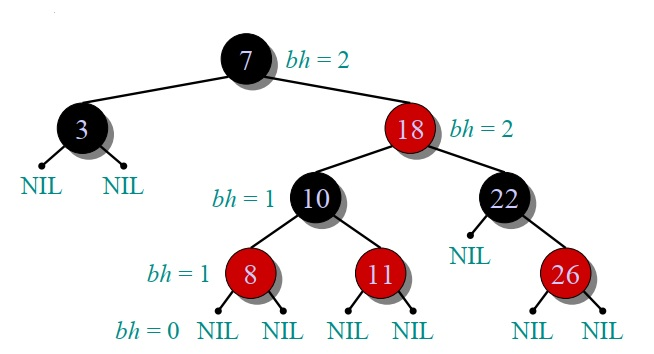 7 bh = 2
3 18 bh = 2
NIL NIL bh = 1 10 22
NIL
bh = 1 8 11 26
bh = 0 NIL NIL NIL NIL NIL NIL